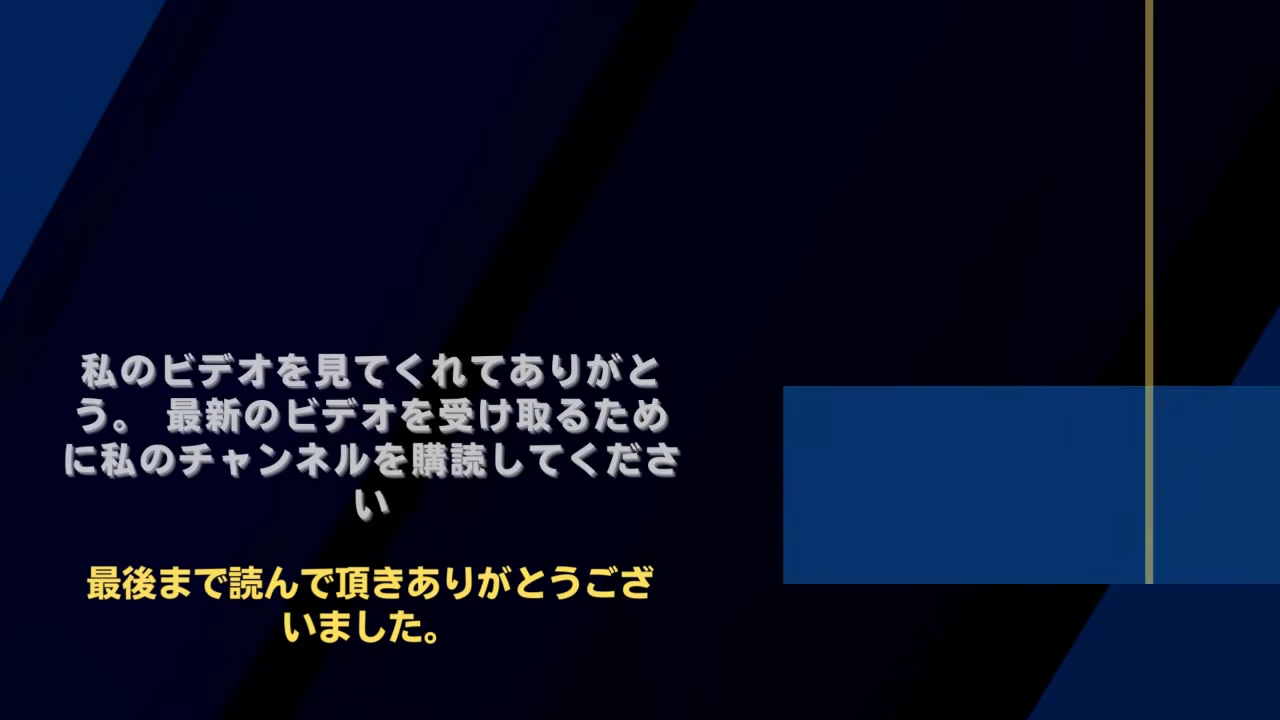 私のビデオを見てくれてありがと
う。 最新のビデオを受け取るため
に私のチャンネルを購読してくださ
い
最後まで読んで頂きありがとうござ
いました。